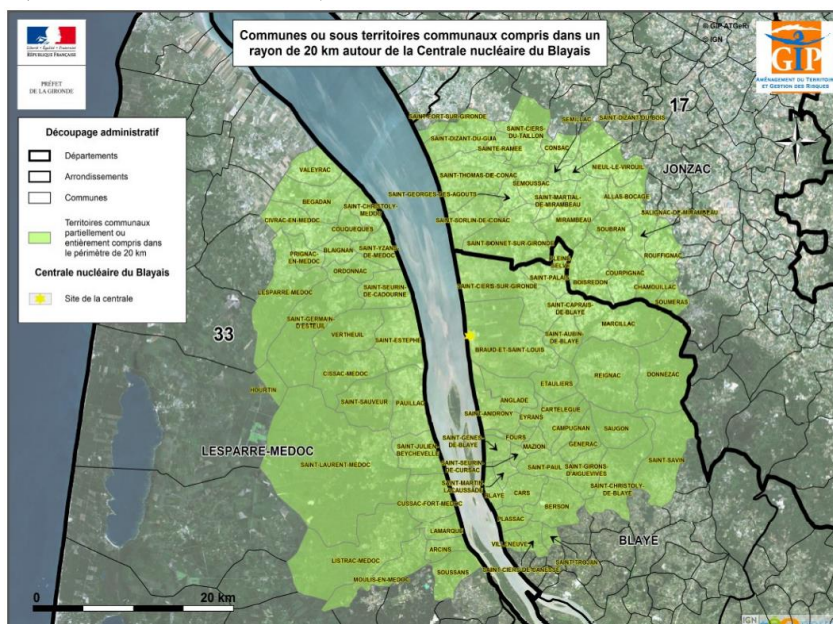 Communes ou sous territoires communaux compris dans un
rayon de 20 km autour de la Centrale nucléaire du Blayais
© GIP ATGeRi
© IGN
GIP
AMÉNAGEMENT DU TERRITOIRE
ET GESTION DES RISQUES
Liberté • Égalité • Fraternité
RÉPUBLIQUE FRANÇAISE
PRÉFET
DE LA GIRONDE
Découpage administratif
Départements
Arrondissements
Communes
Territoires communaux
partiellement ou
entièrement compris dans
le périmètre de 20 km
Centrale nucléaire du Blayais
Site de la centrale
17
JONZAC
33
LESPARRE-MEDOC
BLAYE
SAINT-FORT-SUR-GIRONDE
SEMILLAC
SAINT-DIZANT-DU-BOIS
SAINT-CIERS-
DU-TAILLON
SAINT-DIZANT-DU-GUA
SAINTE-RAMEE
CONSAC
NIEUL-LE-VIROUIL
SAINT-THOMAS-DE-CONAC
SEMOUSSAC
SAINT-GEORGES-DES-AGOUTS
SAINT-MARTIAL-
DE-MIRAMBEAU
ALLAS-BOCAGE
SALIGNAC-DE-MIRAMBEAU
SAINT-SORLIN-DE-CONAC
MIRAMBEAU
SOUBRAN
SAINT-BONNET-SUR-GIRONDE
ROUFFIGNAC
PLEINE-
SELVE
SAINT-PALAIS
BOISREDON
COURPIGNAC
CHAMOUILLAC
SOUMERAS
VALEYRAC
BEGADAN
SAINT-CHRISTOLY-
MEDOC
CIVRAC-EN-MEDOC
COUQUEQUES
BLAIGNAN
SAINT-YZANS-
DE-MEDOC
PRIGNAC-
EN-MEDOC
ORDONNAC
LESPARRE-MEDOC
SAINT-SEURIN-
DE-CADOURNE
SAINT-GERMAIN-
D'ESTEUIL
VERTHEUIL
SAINT-ESTEPHE
CISSAC-MEDOC
HOURTIN
SAINT-SAUVEUR
PAUILLAC
SAINT-JULIEN-
BEYCHEVELLE
SAINT-LAURENT-MEDOC
CUSSAC-FORT-MEDOC
LAMARQUE
ARCINS
LISTRAC-MEDOC
MOULIS-EN-MEDOC
SOUSSANS
SAINT-CIERS-SUR-GIRONDE
SAINT-CAPRAIS-
DE-BLAYE
MARCILLAC
SAINT-AUBIN-
DE-BLAYE
BRAUD-ET-SAINT-LOUIS
ETAULIERS
REIGNAC
DONNEZAC
ANGLADE
SAINT-ANDRONY
CARTELEGUE
EYRANS
CAMPUGNAN
SAUGON
SAINT-GENES-
DE-BLAYE
FOURS
MAZION
GENERAC
SAINT-SEURIN-
DE-CURSAC
SAINT-PAUL
SAINT-GIRONS-
D'AIGUEVIVES
SAINT-SAVIN
SAINT-MARTIN-
LACAUSSADE
BLAYE
CARS
SAINT-CHRISTOLY-
DE-BLAYE
BERSON
PLASSAC
VILLENEUVE
SAINT-TROJAN
SAINT-CIERS-DE-CANESSE
0
20 km
IGN